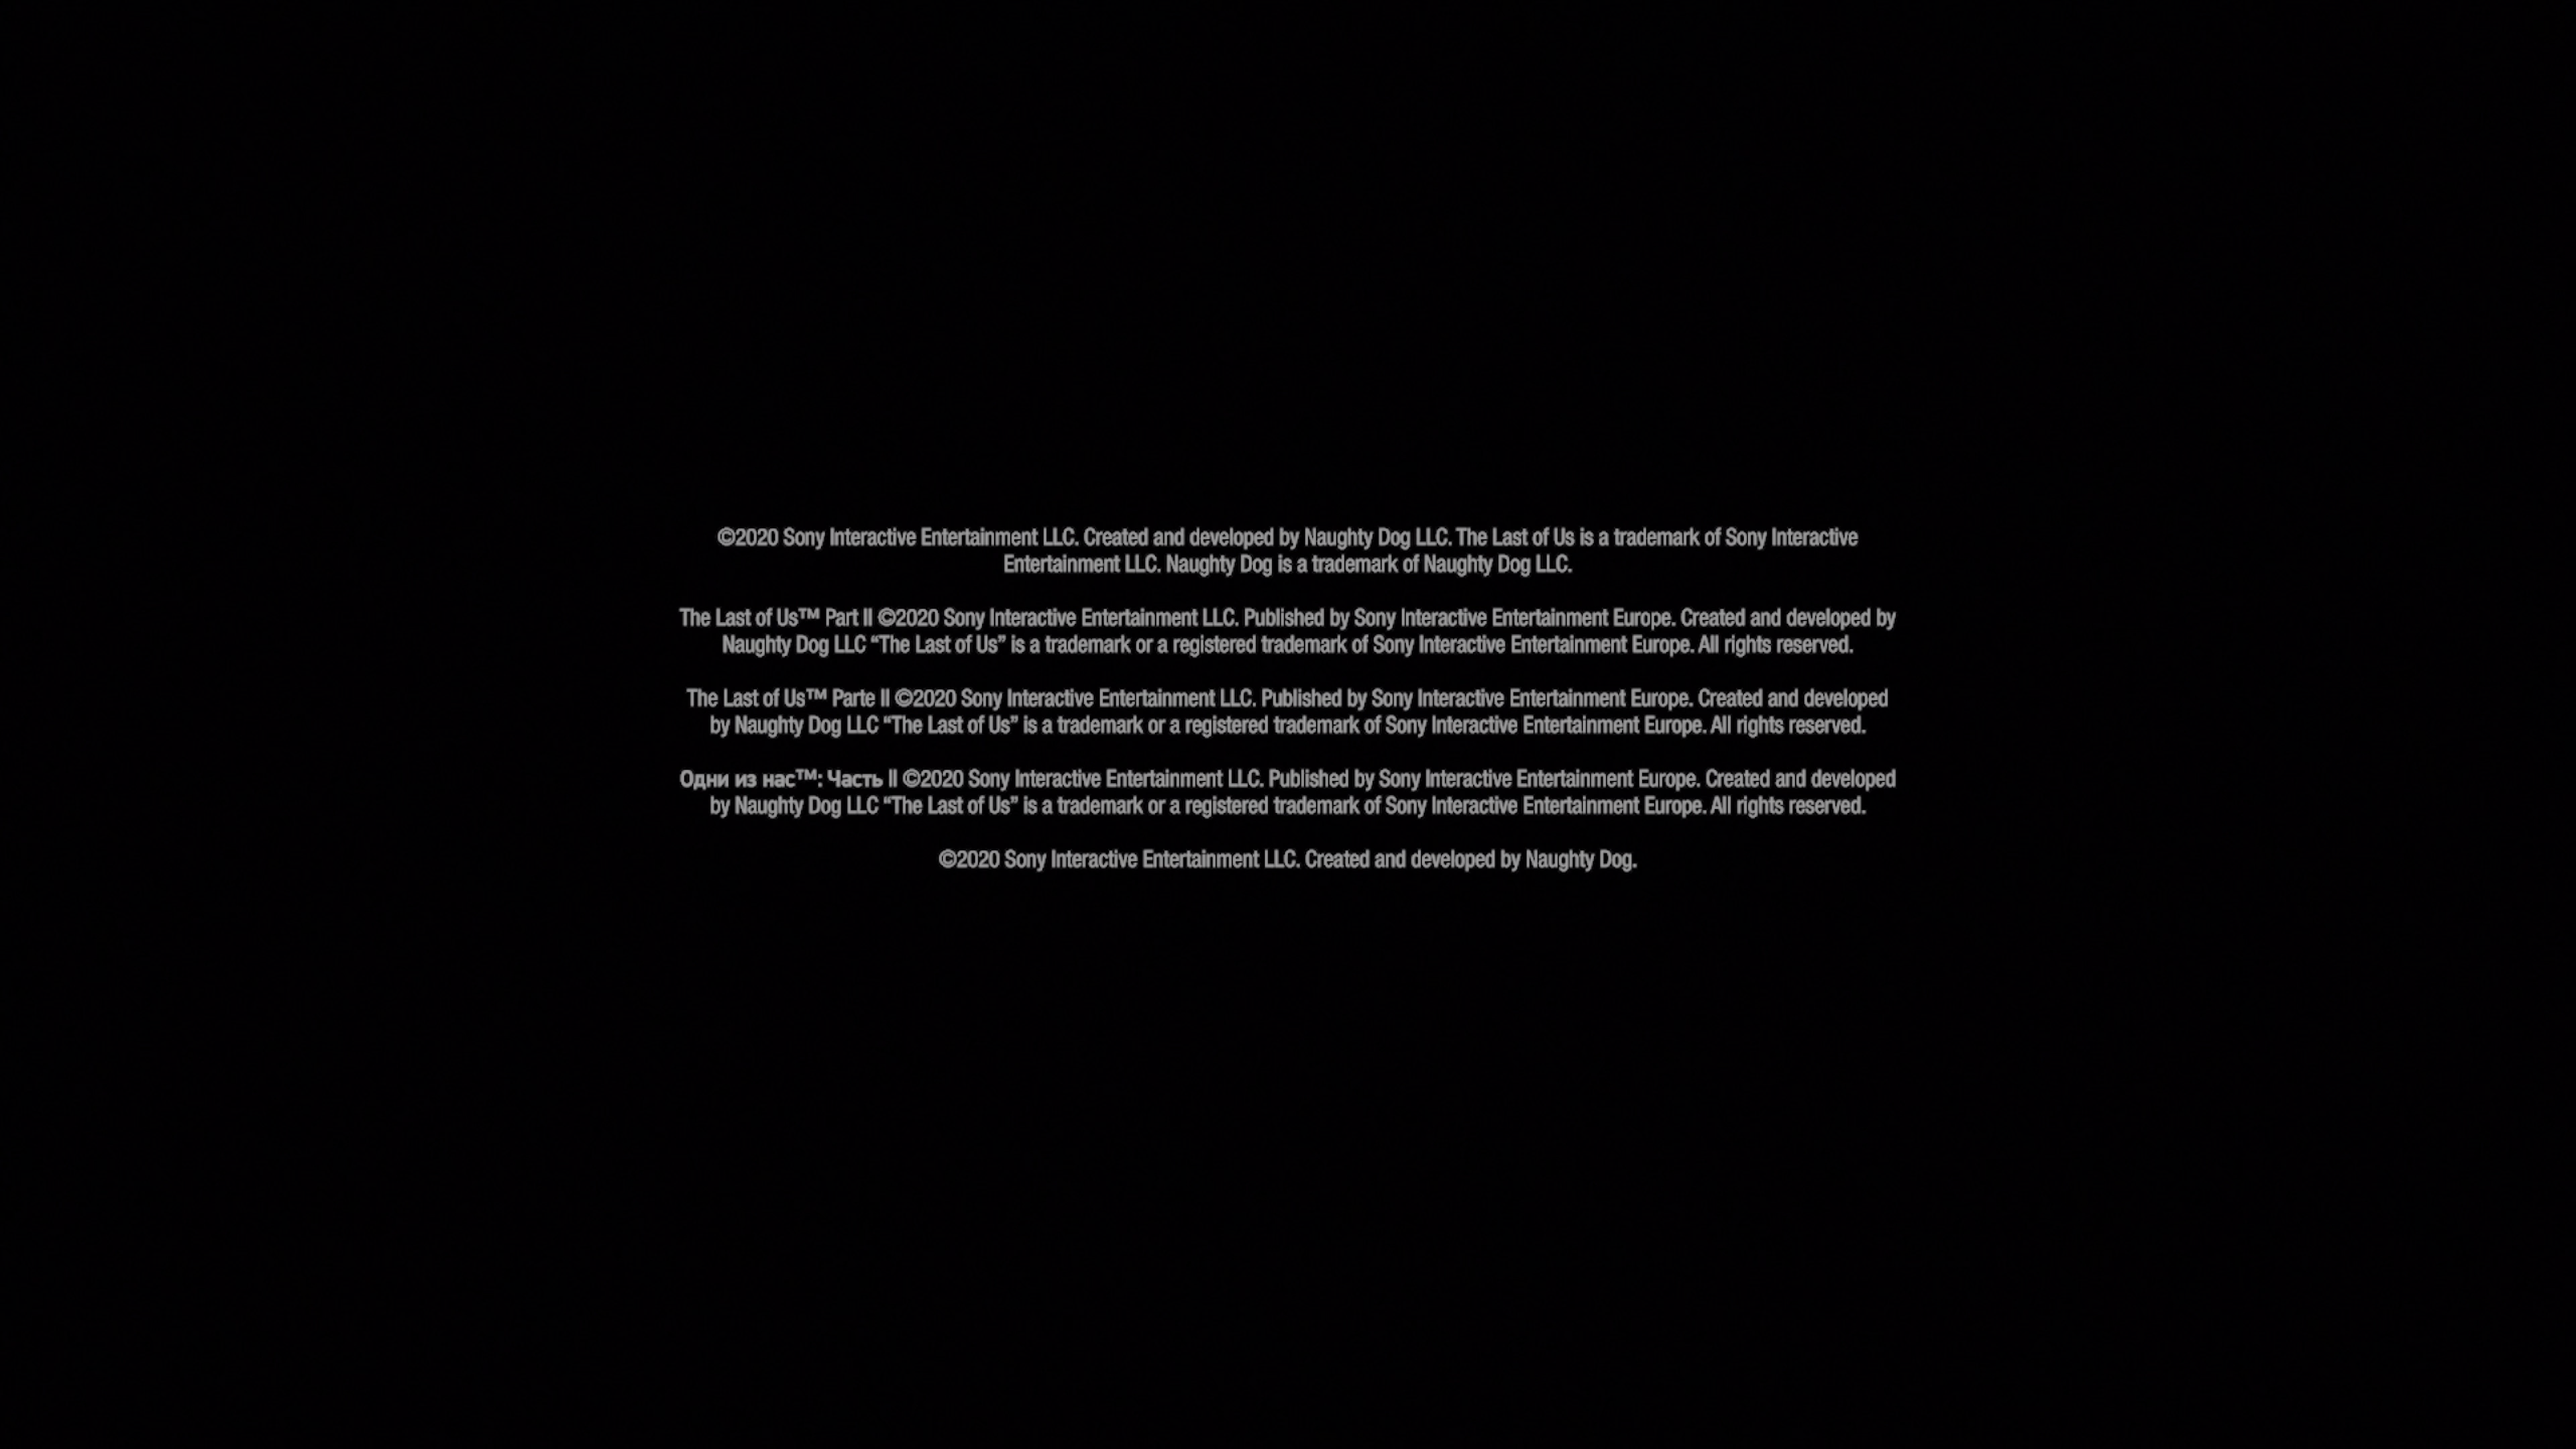 ©2020 Sony Interactive Entertainment LLC. Created and developed by Naughty Dog LLC. The Last of Us is a trademark of Sony Interactive
Entertainment LLC. Naughty Dog is a trademark of Naughty Dog LLC.
The Last of Us™ Part II ©2020 Sony Interactive Entertainment LLC. Published by Sony Interactive Entertainment Europe. Created and developed by
Naughty Dog LLC “The Last of Us” is a trademark or a registered trademark of Sony Interactive Entertainment Europe. All rights reserved.
The Last of Us™ Parte II ©2020 Sony Interactive Entertainment LLC. Published by Sony Interactive Entertainment Europe. Created and developed
by Naughty Dog LLC “The Last of Us” is a trademark or a registered trademark of Sony Interactive Entertainment Europe. All rights reserved.
Одни из нас™: Часть II ©2020 Sony Interactive Entertainment LLC. Published by Sony Interactive Entertainment Europe. Created and developed
by Naughty Dog LLC “The Last of Us” is a trademark or a registered trademark of Sony Interactive Entertainment Europe. All rights reserved.
©2020 Sony Interactive Entertainment LLC. Created and developed by Naughty Dog.